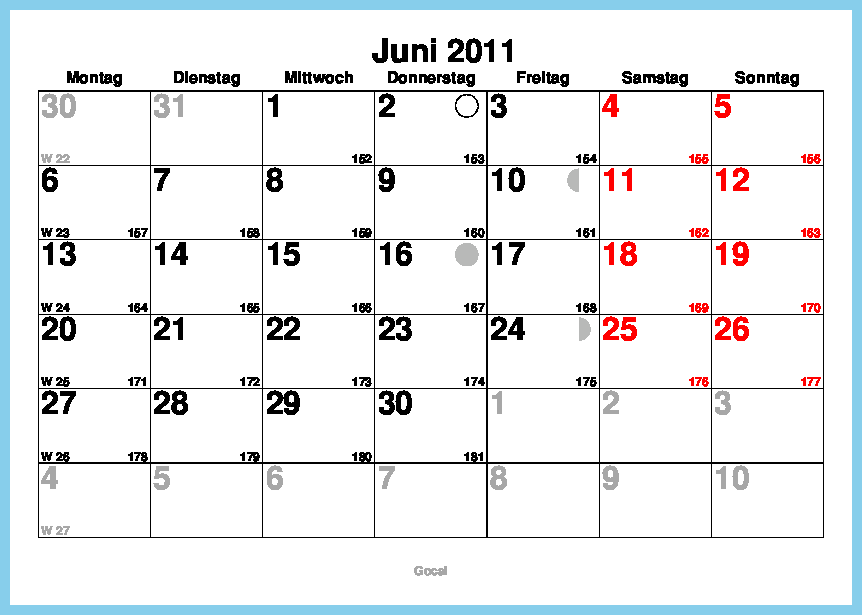 Juni 2011
Montag Dienstag Mittwoch Donnerstag Freitag Samstag Sonntag
30 31 1 2 3 4 5
W 22 152 153 154 155 156
6 7 8 9 10 11 12
W 23 157 158 159 160 161 162 163
13 14 15 16 17 18 19
W 24 164 165 166 167 168 169 170
20 21 22 23 24 25 26
W 25 171 172 173 174 175 176 177
27 28 29 30 1 2 3
W 26 178 179 180 181
4 5 6 7 8 9 10
W 27
Gocal